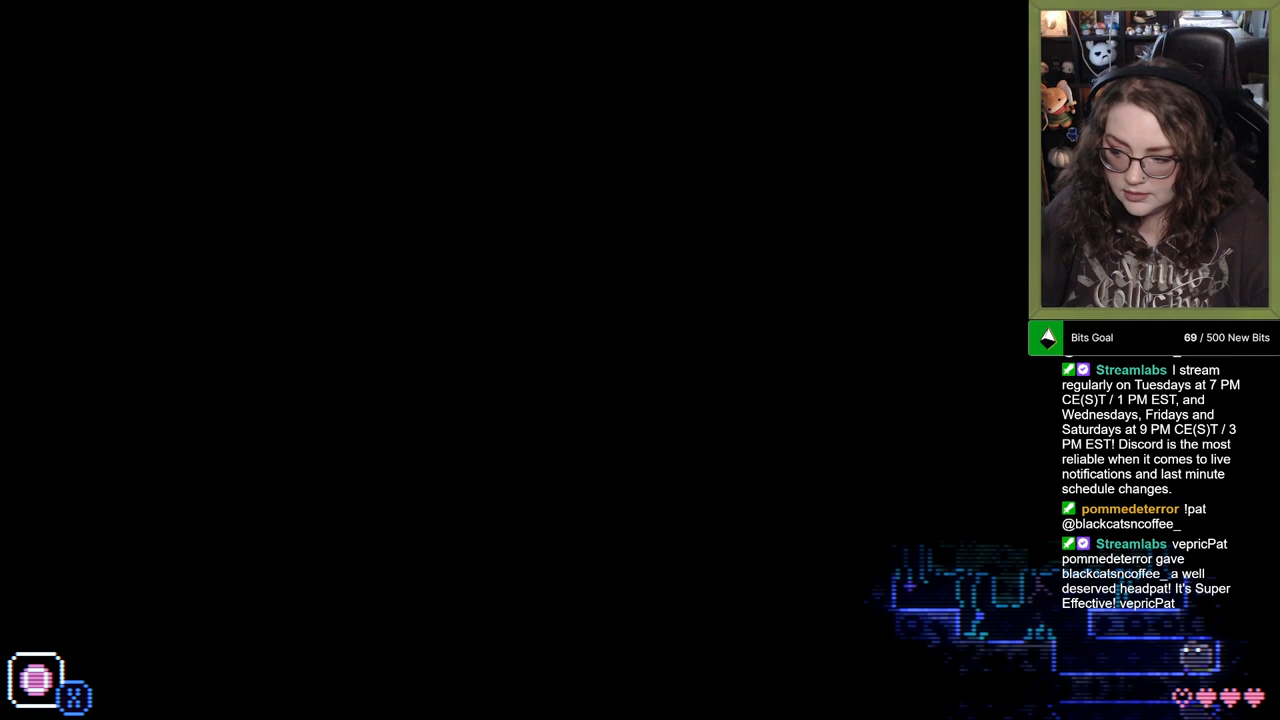 James
Bits Goal 69 / 500 New Bits
Streamlabs I stream
regularly on Tuesdays at 7 PM
CE(S)T / 1 PM EST, and
Wednesdays, Fridays and
Saturdays at 9 PM CE(S)T / 3
PM EST! Discord is the most
reliable when it comes to live
notifications and last minute
schedule changes.
pommedeterror !pat
@blackcatsncoffee_
Streamlabs vepricPat
pommedeterror gave
blackcatsncoffee_ a well
deserved headpat! It's Super
Effective! vepricPat